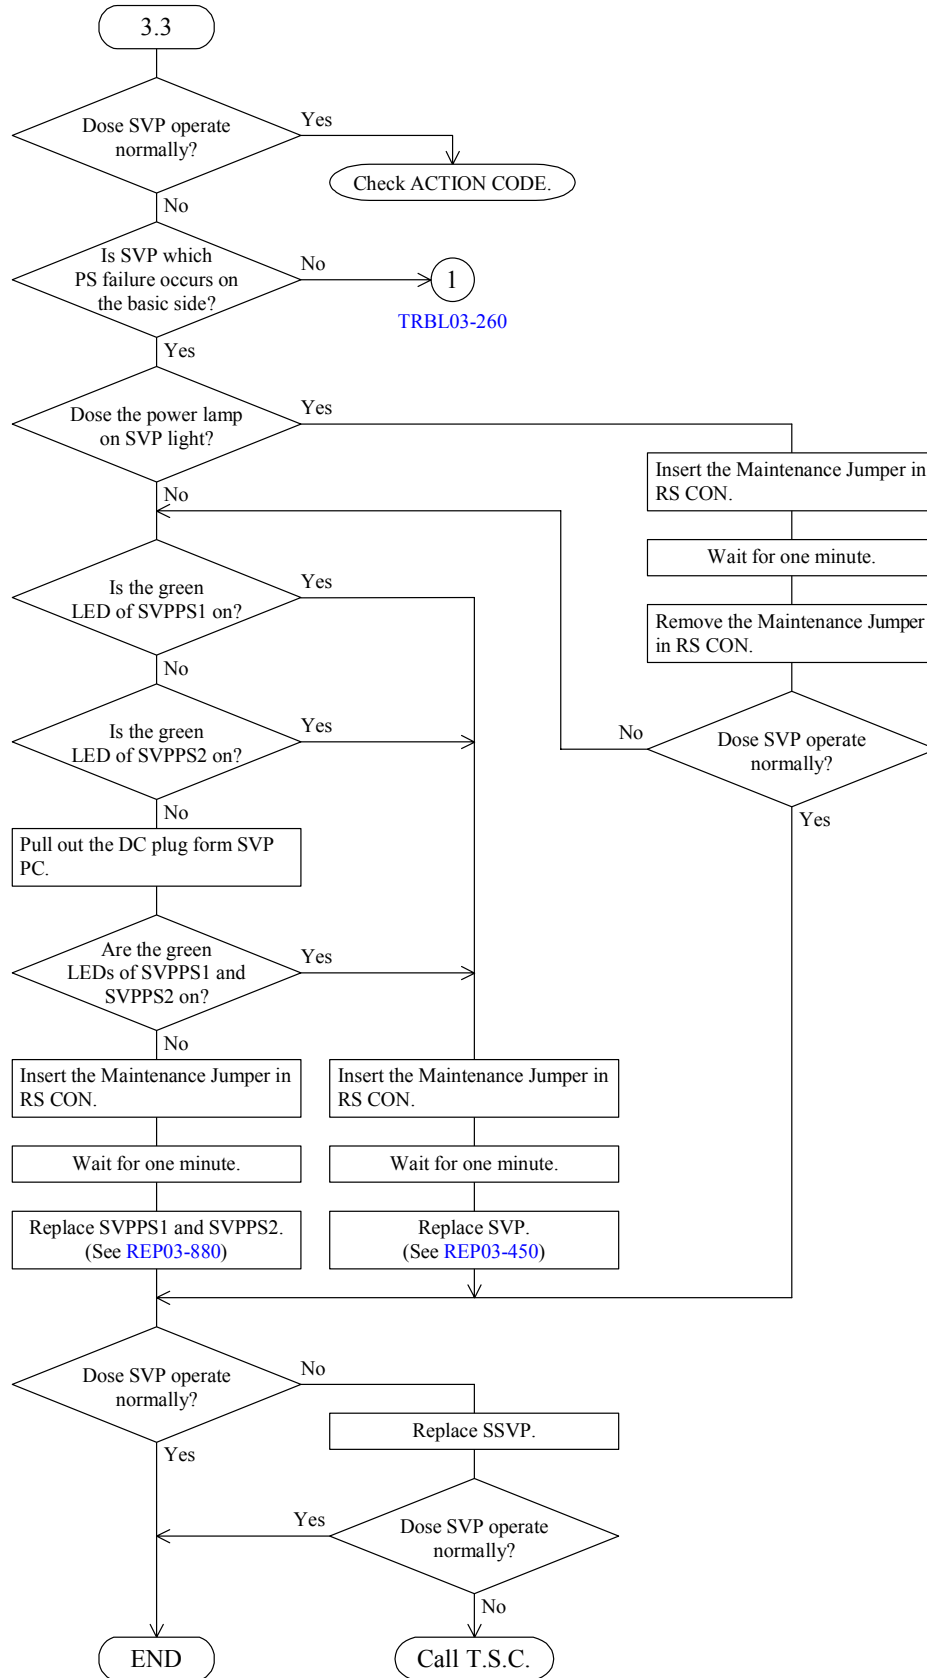 3.3
Dose SVP operate
normally?
Yes
Check ACTION CODE.
No
Is SVP which
PS failure occurs on
the basic side?
No
1
TRBL03-260
Yes
Dose the power lamp
on SVP light?
Yes
Insert the Maintenance Jumper in
RS CON.
Wait for one minute.
Remove the Maintenance Jumper
in RS CON.
Dose SVP operate
normally?
No
Yes
No
Is the green
LED of SVPPS1 on?
Yes
No
Is the green
LED of SVPPS2 on?
Yes
No
Pull out the DC plug form SVP
PC.
Are the green
LEDs of SVPPS1 and
SVPPS2 on?
Yes
No
Insert the Maintenance Jumper in
RS CON.
Wait for one minute.
Replace SVPPS1 and SVPPS2.
(See REP03-880)
Insert the Maintenance Jumper in
RS CON.
Wait for one minute.
Replace SVP.
(See REP03-450)
Dose SVP operate
normally?
No
Replace SSVP.
Yes
Dose SVP operate
normally?
Yes
No
END
Call T.S.C.